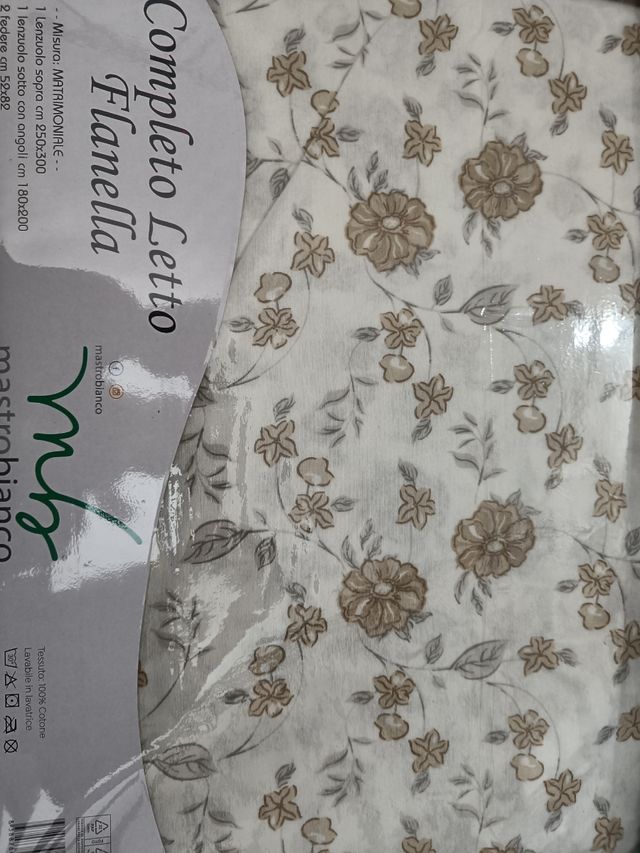 Completo Letto
Flanella
- - Misura: MATRIMONIALE - -
1 Lenzuolo sopra cm 250x300
1 lenzuolo sotto con angoli cm 180x200
2 federe cm 52x82
mastrobianco
mb
mastrobianco
Tessuto: 100% Cotone
Lavabile in lavatrice
30°